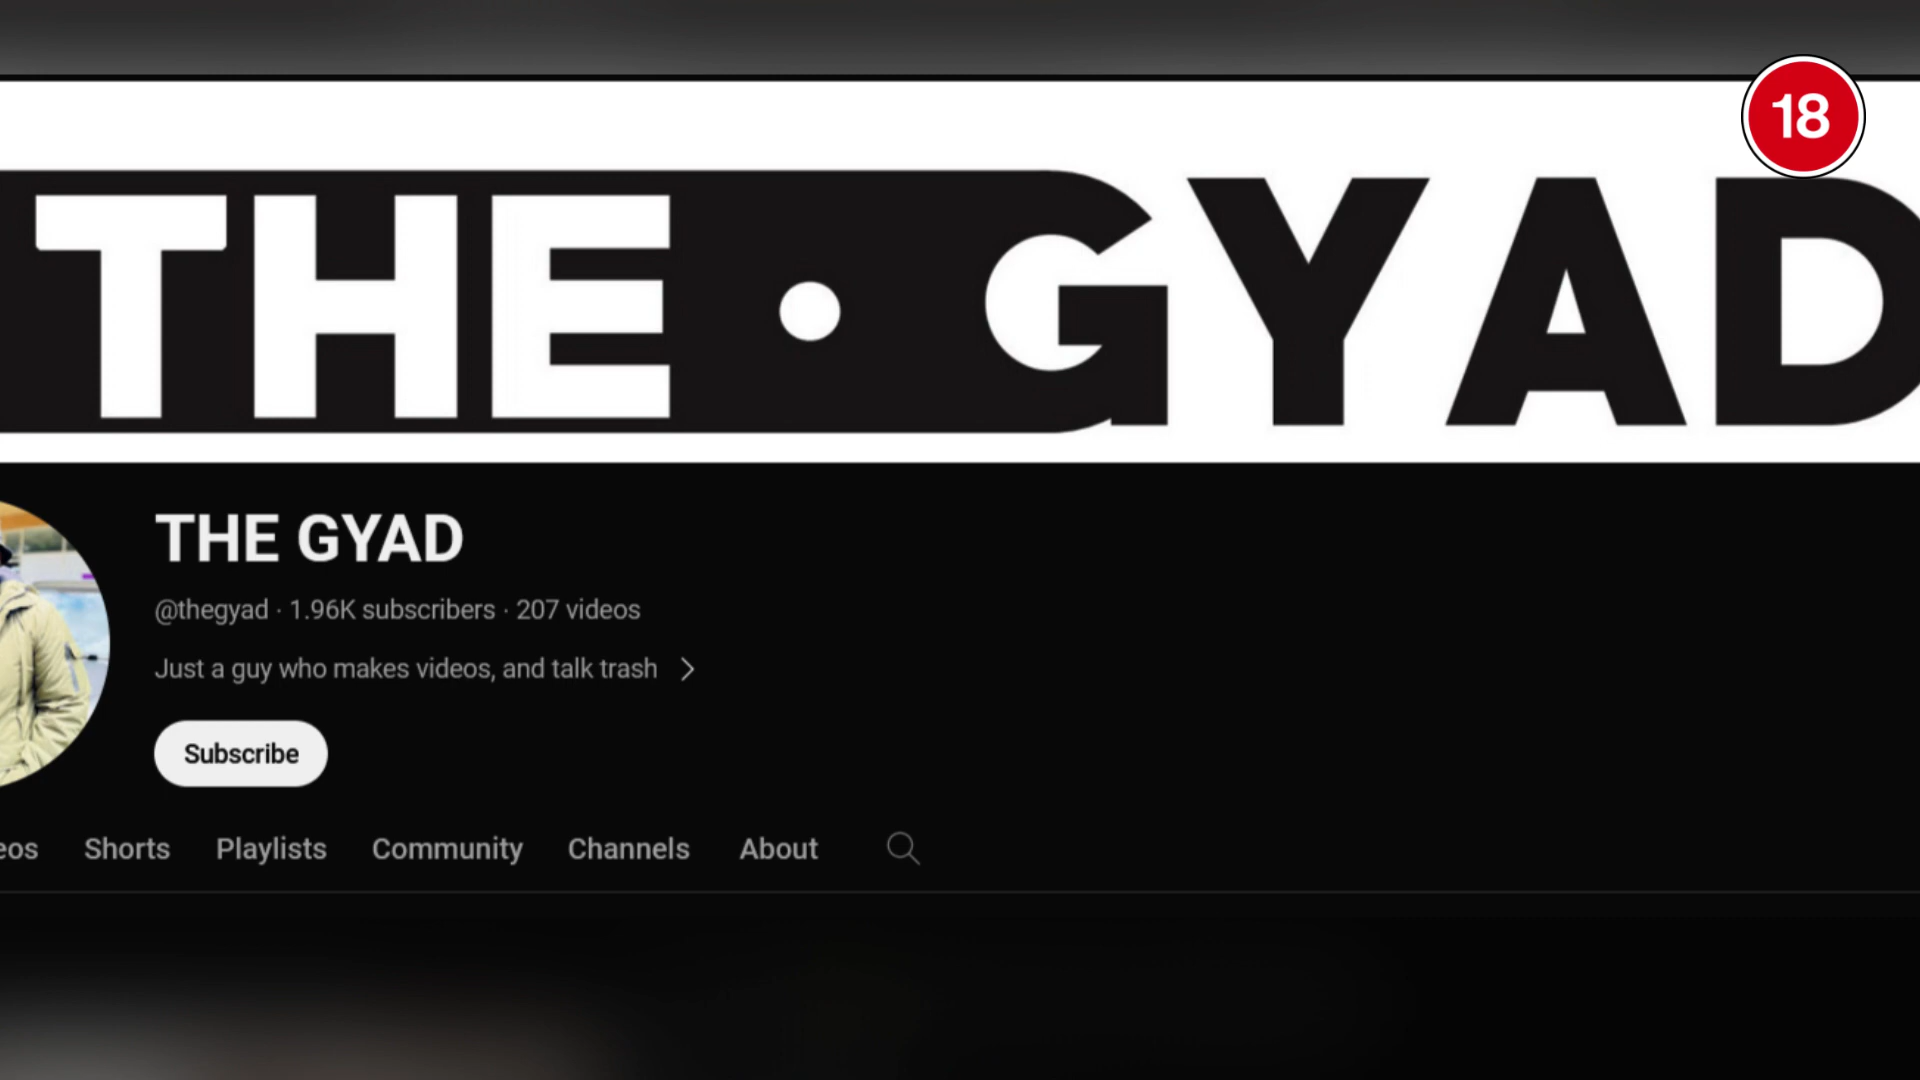 18
THE • GYAD
THE GYAD
@thegyad · 1.96K subscribers · 207 videos
Just a guy who makes videos, and talk trash
Subscribe
eos Shorts Playlists Community Channels About